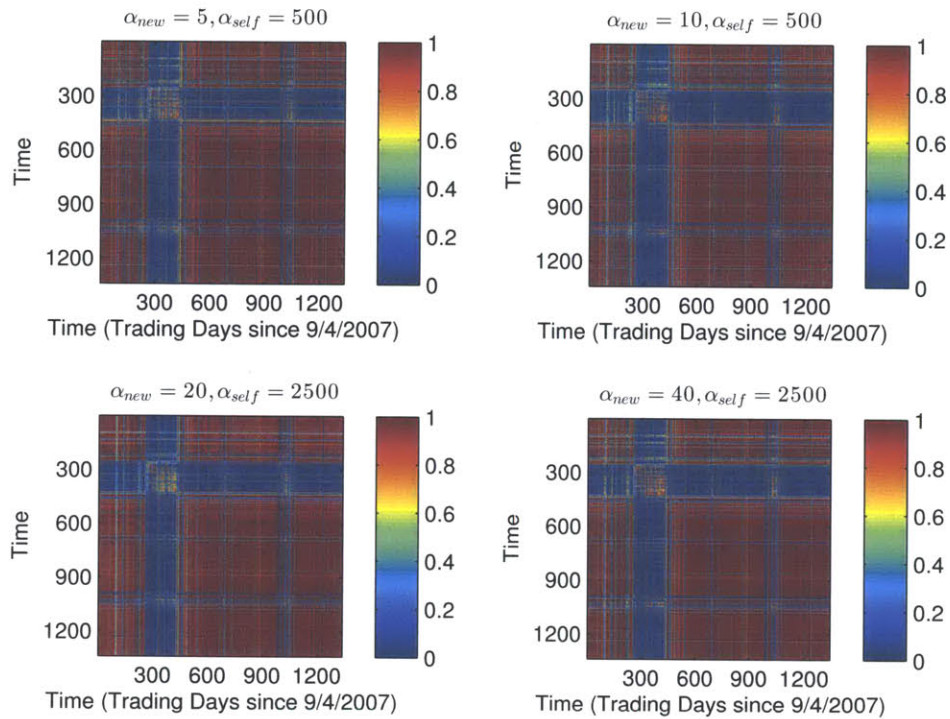 α_new = 5, α_self = 500
1
0.8
0.6
0.4
0.2
0
300
600
900
1200
Time
300 600 900 1200
Time (Trading Days since 9/4/2007)
α_new = 10, α_self = 500
1
0.8
0.6
0.4
0.2
0
300
600
900
1200
Time
300 600 900 1200
Time (Trading Days since 9/4/2007)
α_new = 20, α_self = 2500
1
0.8
0.6
0.4
0.2
0
300
600
900
1200
Time
300 600 900 1200
Time (Trading Days since 9/4/2007)
α_new = 40, α_self = 2500
1
0.8
0.6
0.4
0.2
0
300
600
900
1200
Time
300 600 900 1200
Time (Trading Days since 9/4/2007)